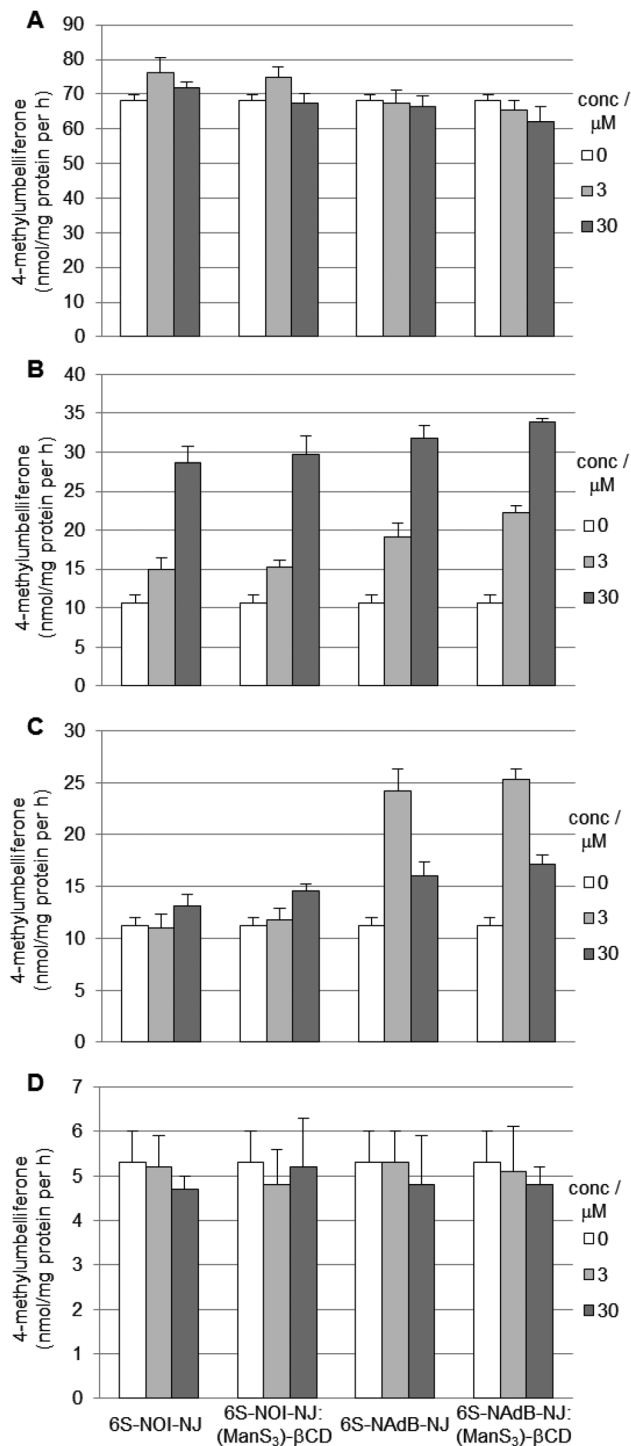 A
4-methylumbelliferone
(nmol/mg protein per h)
90
80
70
60
50
40
30
20
10
0
conc /
μM
0
3
30
B
4-methylumbelliferone
(nmol/mg protein per h)
40
35
30
25
20
15
10
5
0
conc /
μM
0
3
30
C
4-methylumbelliferone
(nmol/mg protein per h)
30
25
20
15
10
5
0
conc /
μM
0
3
30
D
4-methylumbelliferone
(nmol/mg protein per h)
7
6
5
4
3
2
1
0
conc /
μM
0
3
30
6S-NOI-NJ
6S-NOI-NJ:
(ManS₃)-βCD
6S-NAdB-NJ
6S-NAdB-NJ:
(ManS₃)-βCD